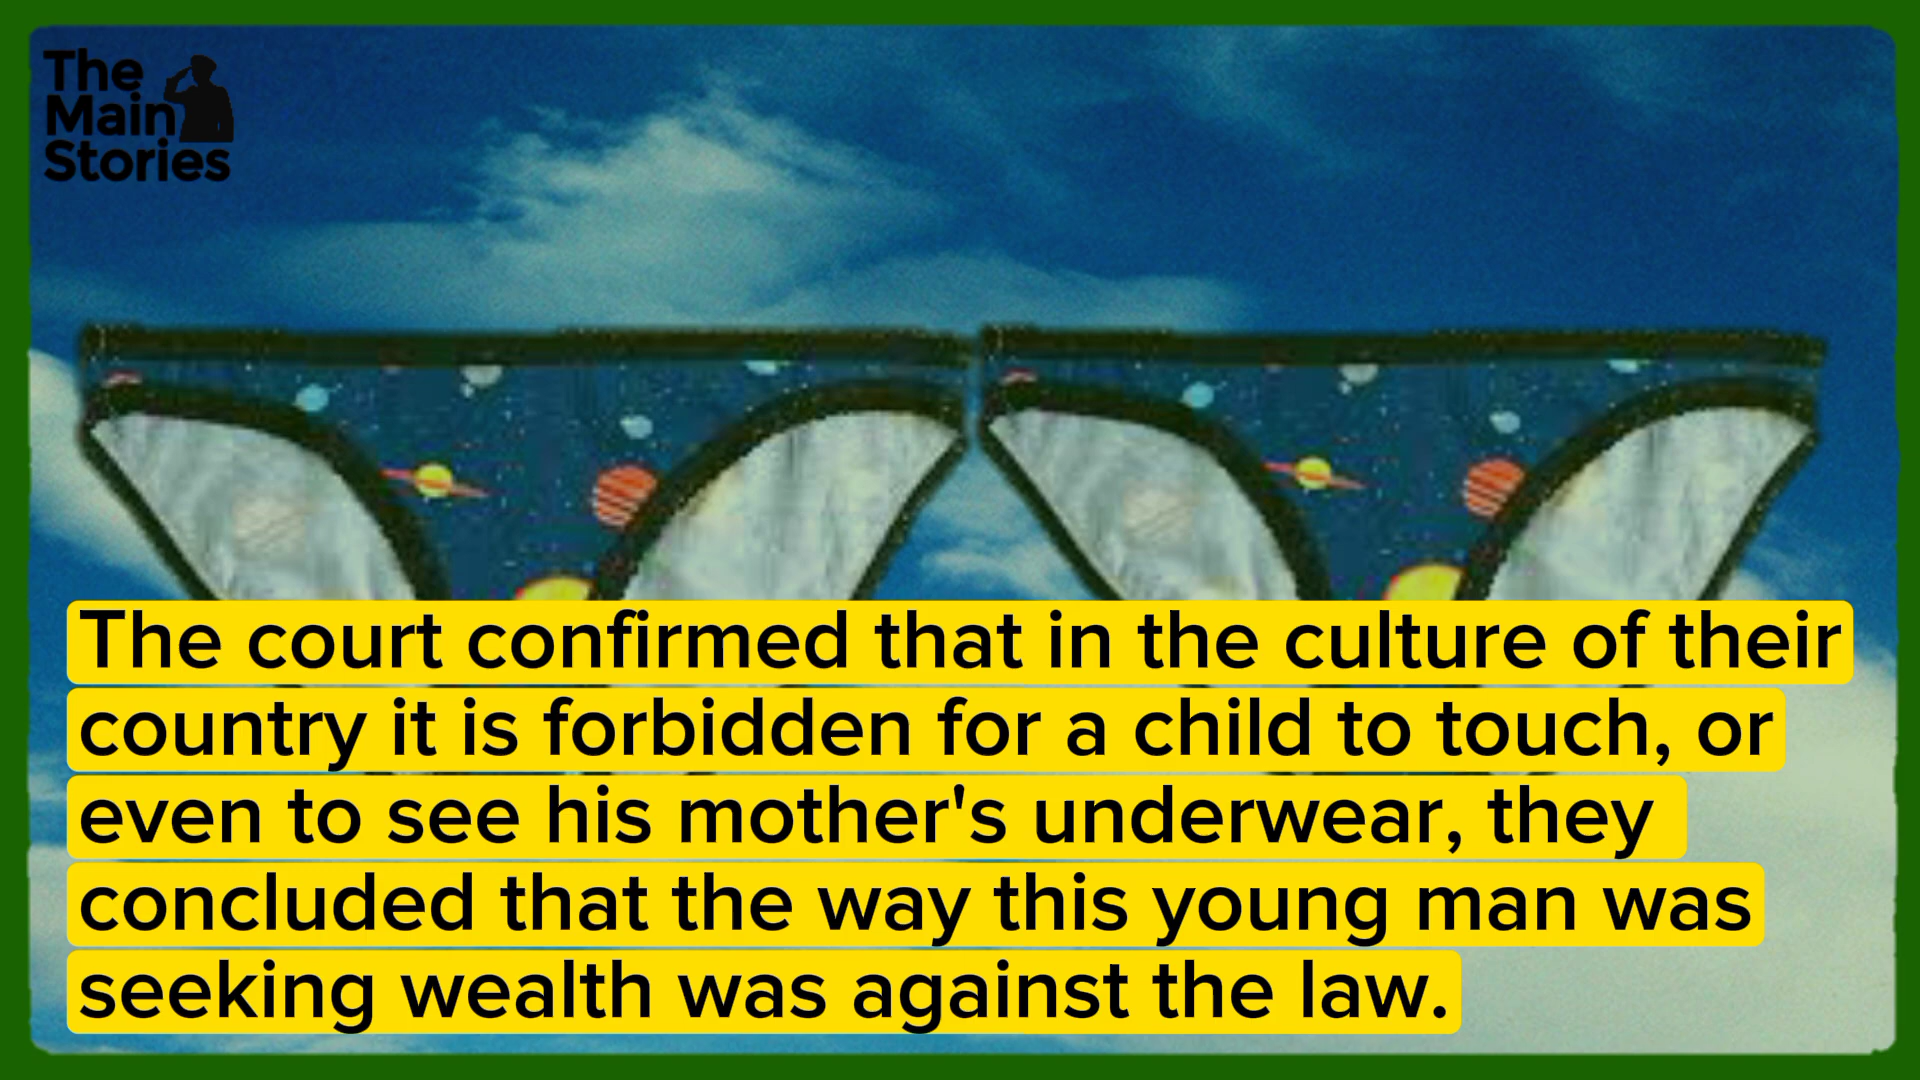 The
Main
Stories
The court confirmed that in the culture of their
country it is forbidden for a child to touch, or
even to see his mother's underwear, they
concluded that the way this young man was
seeking wealth was against the law.